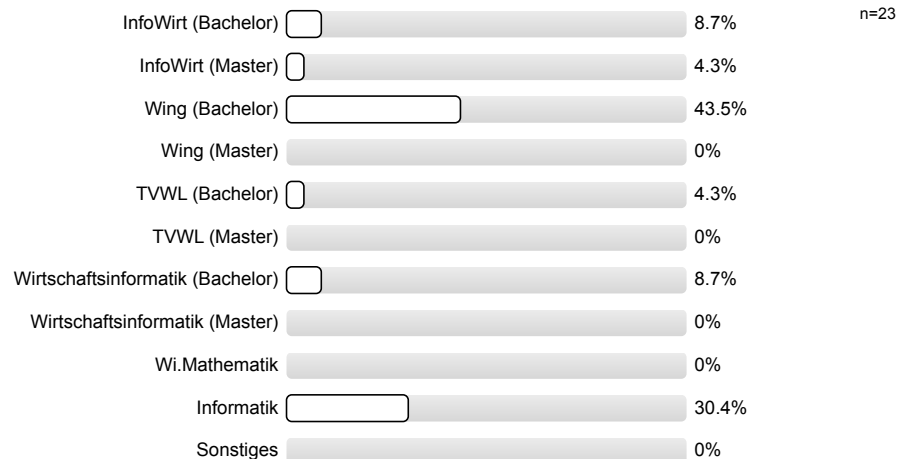 InfoWirt (Bachelor) 8.7% n=23
InfoWirt (Master) 4.3%
Wing (Bachelor) 43.5%
Wing (Master) 0%
TVWL (Bachelor) 4.3%
TVWL (Master) 0%
Wirtschaftsinformatik (Bachelor) 8.7%
Wirtschaftsinformatik (Master) 0%
Wi.Mathematik 0%
Informatik 30.4%
Sonstiges 0%